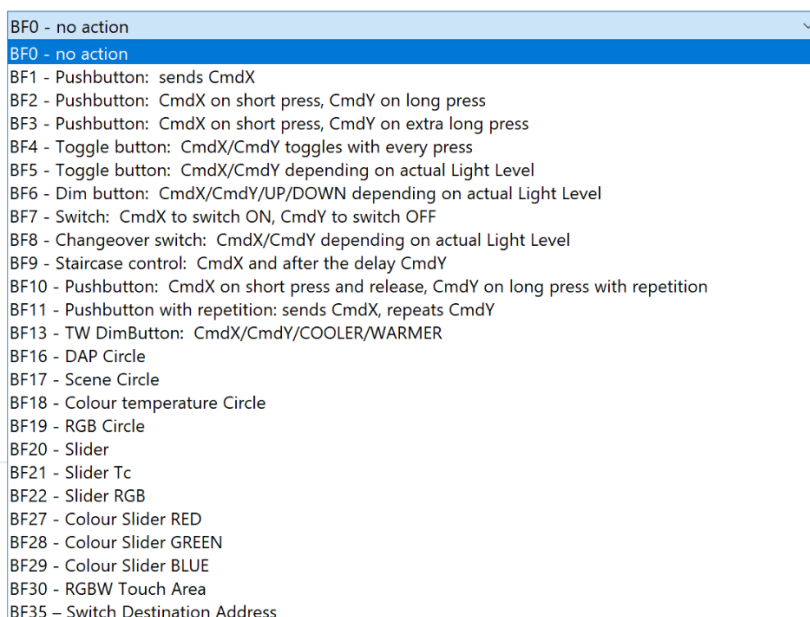 BF0 - no action
BF0 - no action
BF1 - Pushbutton:  sends CmdX
BF2 - Pushbutton:  CmdX on short press, CmdY on long press
BF3 - Pushbutton:  CmdX on short press, CmdY on extra long press
BF4 - Toggle button:  CmdX/CmdY toggles with every press
BF5 - Toggle button:  CmdX/CmdY depending on actual Light Level
BF6 - Dim button:  CmdX/CmdY/UP/DOWN depending on actual Light Level
BF7 - Switch:  CmdX to switch ON, CmdY to switch OFF
BF8 - Changeover switch:  CmdX/CmdY depending on actual Light Level
BF9 - Staircase control:  CmdX and after the delay CmdY
BF10 - Pushbutton:  CmdX on short press and release, CmdY on long press with repetition
BF11 - Pushbutton with repetition: sends CmdX, repeats CmdY
BF13 - TW DimButton:  CmdX/CmdY/COOLER/WARMER
BF16 - DAP Circle
BF17 - Scene Circle
BF18 - Colour temperature Circle
BF19 - RGB Circle
BF20 - Slider
BF21 - Slider Tc
BF22 - Slider RGB
BF27 - Colour Slider RED
BF28 - Colour Slider GREEN
BF29 - Colour Slider BLUE
BF30 - RGBW Touch Area
BF35 – Switch Destination Address